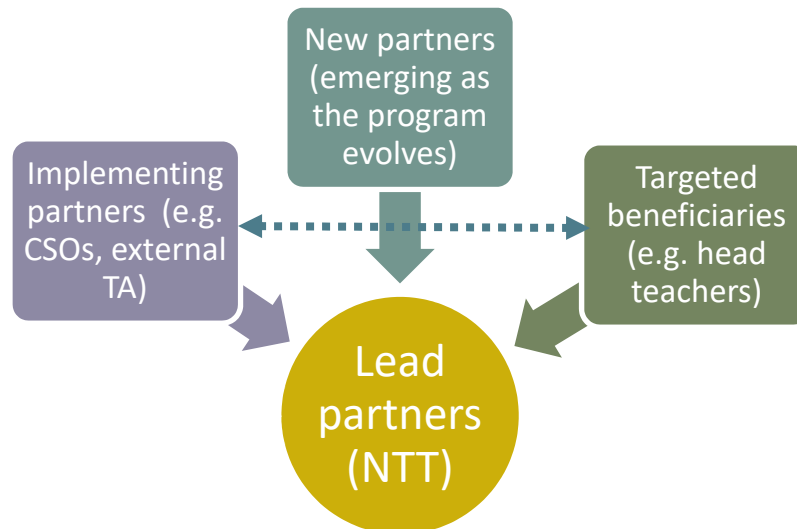 New partners
(emerging as
the program
evolves)
Implementing
partners (e.g.
CSOs, external
TA)
Targeted
beneficiaries
(e.g. head
teachers)
Lead
partners
(NTT)